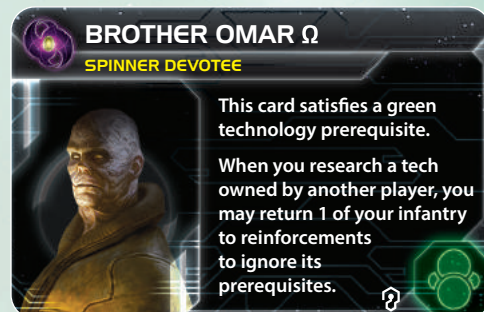 BROTHER OMAR Ω
SPINNER DEVOTEE
This card satisfies a green
technology prerequisite.
When you research a tech
owned by another player, you
may return 1 of your infantry
to reinforcements
to ignore its
prerequisites.